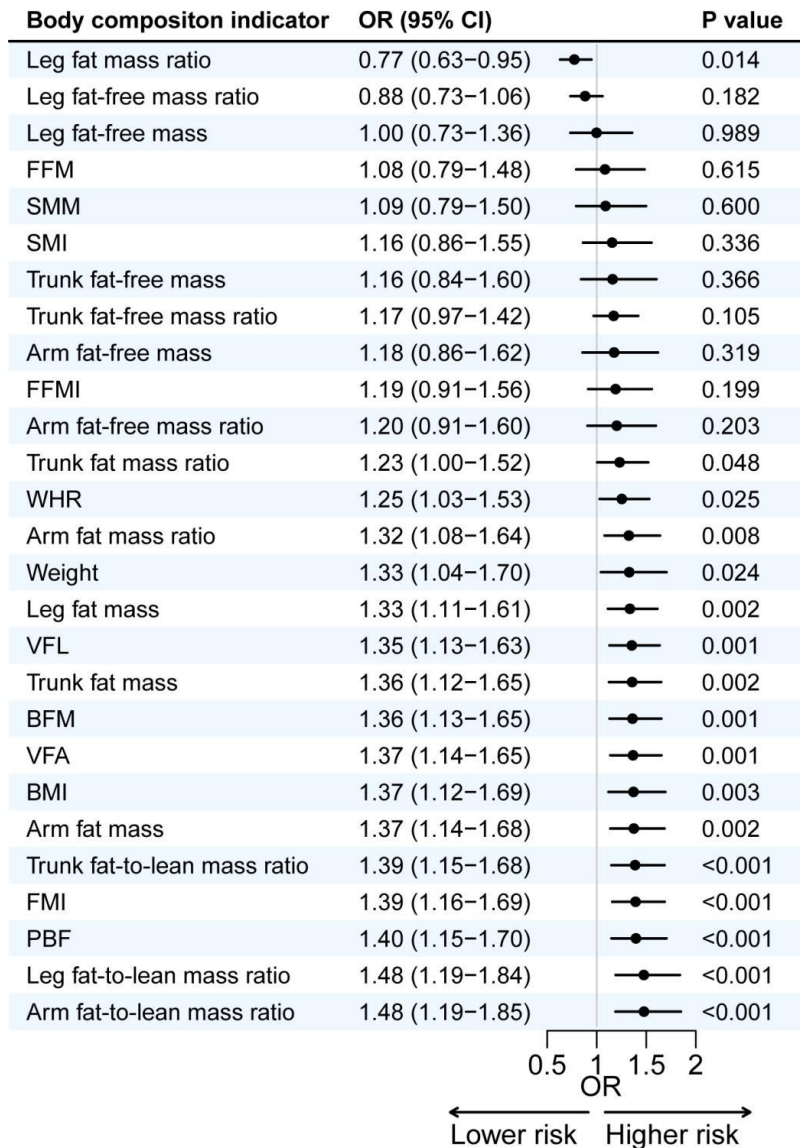 Body compositon indicator OR (95% CI) P value
Leg fat mass ratio 0.77 (0.63−0.95) 0.014
Leg fat-free mass ratio 0.88 (0.73−1.06) 0.182
Leg fat-free mass 1.00 (0.73−1.36) 0.989
FFM 1.08 (0.79−1.48) 0.615
SMM 1.09 (0.79−1.50) 0.600
SMI 1.16 (0.86−1.55) 0.336
Trunk fat-free mass 1.16 (0.84−1.60) 0.366
Trunk fat-free mass ratio 1.17 (0.97−1.42) 0.105
Arm fat-free mass 1.18 (0.86−1.62) 0.319
FFMI 1.19 (0.91−1.56) 0.199
Arm fat-free mass ratio 1.20 (0.91−1.60) 0.203
Trunk fat mass ratio 1.23 (1.00−1.52) 0.048
WHR 1.25 (1.03−1.53) 0.025
Arm fat mass ratio 1.32 (1.08−1.64) 0.008
Weight 1.33 (1.04−1.70) 0.024
Leg fat mass 1.33 (1.11−1.61) 0.002
VFL 1.35 (1.13−1.63) 0.001
Trunk fat mass 1.36 (1.12−1.65) 0.002
BFM 1.36 (1.13−1.65) 0.001
VFA 1.37 (1.14−1.65) 0.001
BMI 1.37 (1.12−1.69) 0.003
Arm fat mass 1.37 (1.14−1.68) 0.002
Trunk fat-to-lean mass ratio 1.39 (1.15−1.68) <0.001
FMI 1.39 (1.16−1.69) <0.001
PBF 1.40 (1.15−1.70) <0.001
Leg fat-to-lean mass ratio 1.48 (1.19−1.84) <0.001
Arm fat-to-lean mass ratio 1.48 (1.19−1.85) <0.001
0.5 1 1.5 2
OR
Lower risk Higher risk